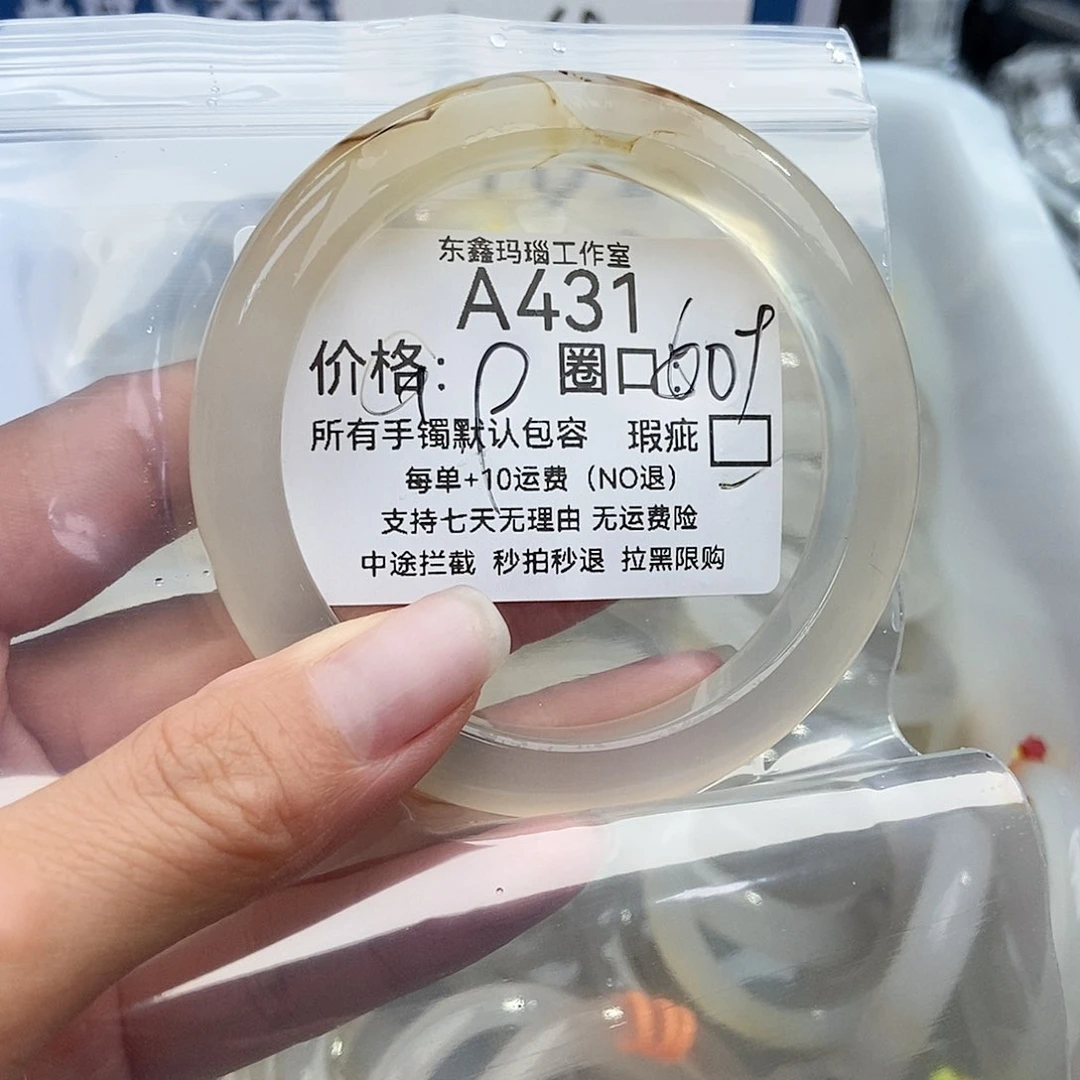 东鑫玛瑙工作室
A431
价格: 圈口:
所有手镯默认包容 瑕疵
每单+10运费（NO退）
支持七天无理由 无运费险
中途拦截 秒拍秒退 拉黑限购